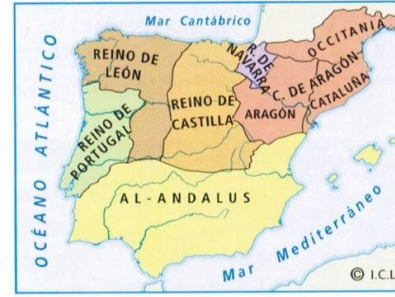 Mar Cantábrico
OCÉANO ATLÁNTICO
REINO DE
LEÓN
R. DE
NAVARRA
OCCITANIA
C. DE ARAGÓN
CATALUÑA
ARAGÓN
REINO DE
CASTILLA
REINO DE
PORTUGAL
AL-ANDALUS
Mar Mediterráneo
© I.C.L